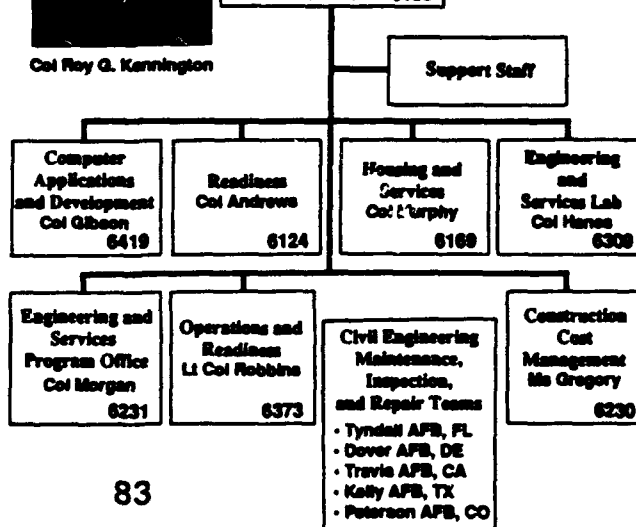 Col Roy G. Kennington
Support Staff
Computer
Applications
and Development
Col Gibson
6419
Readiness
Col Andrews
6124
Housing and
Services
Col Murphy
6169
Engineering
and
Services Lab
Col Hanes
6309
Engineering and
Services
Program Office
Col Morgan
6231
Operations and
Readiness
Lt Col Robbins
6373
Civil Engineering
Maintenance,
Inspection,
and Repair Teams
• Tyndall AFB, FL
• Dover AFB, DE
• Travis AFB, CA
• Kelly AFB, TX
• Peterson AFB, CO
Construction
Cost
Management
Ms Gregory
6230
83